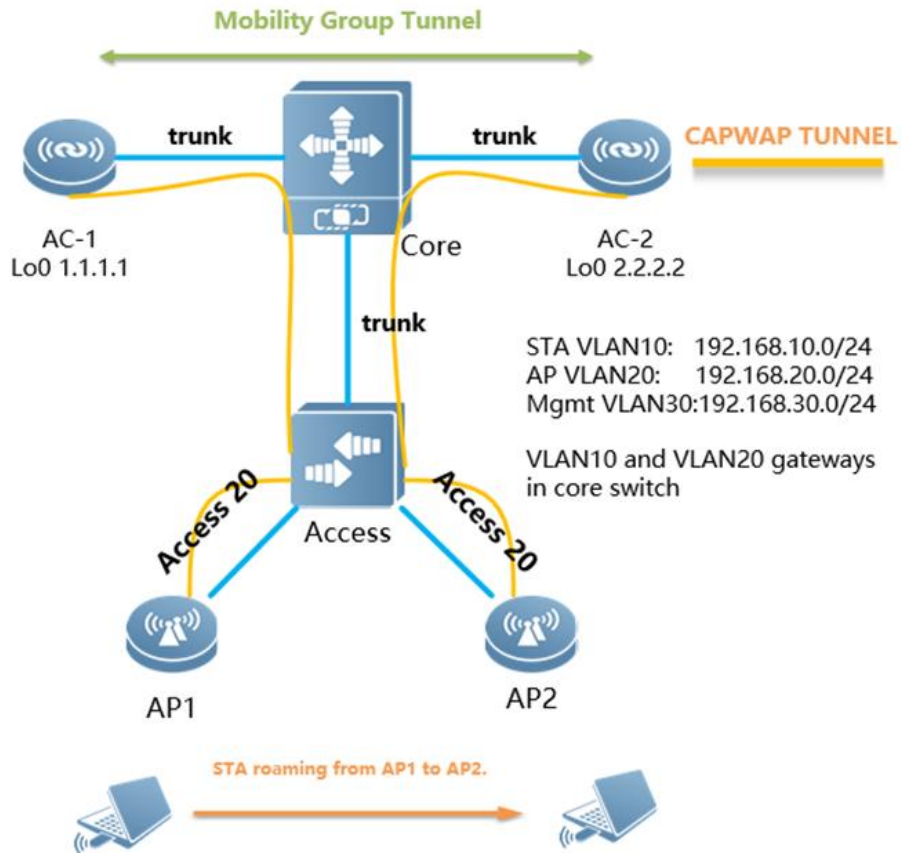 Mobility Group Tunnel
trunk
trunk
CAPWAP TUNNEL
AC-1
Lo0 1.1.1.1
Core
AC-2
Lo0 2.2.2.2
trunk
STA VLAN10: 192.168.10.0/24
AP VLAN20: 192.168.20.0/24
Mgmt VLAN30:192.168.30.0/24
VLAN10 and VLAN20 gateways
in core switch
Access 20
Access
Access 20
AP1
AP2
STA roaming from AP1 to AP2.